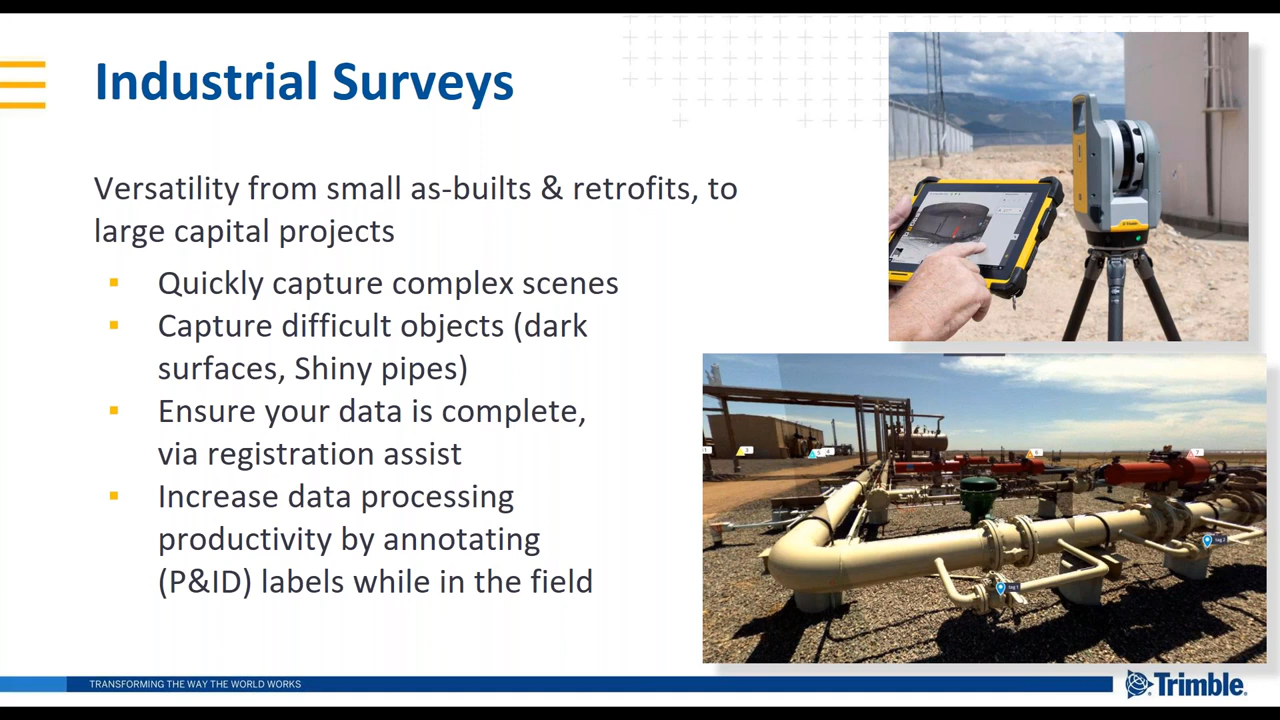 Industrial Surveys
Versatility from small as-builts & retrofits, to
large capital projects
Quickly capture complex scenes
Capture difficult objects (dark
surfaces, Shiny pipes)
Ensure your data is complete,
via registration assist
Increase data processing
productivity by annotating
(P&ID) labels while in the field
TRANSFORMING THE WAY THE WORLD WORKS
Trimble